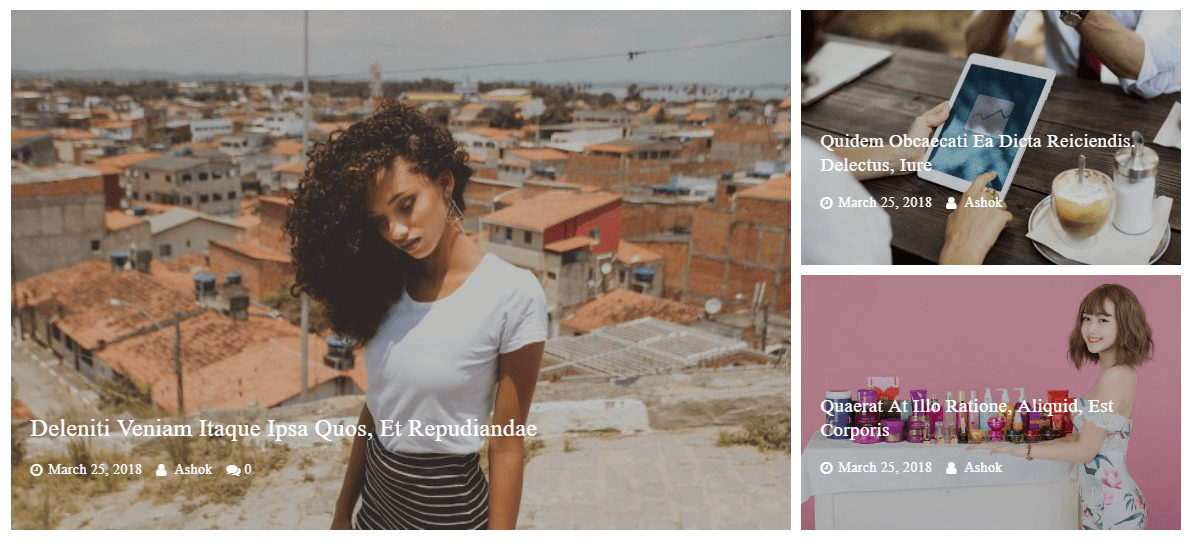 Deleniti Veniam Itaque Ipsa Quos, Et Repudiandae
March 25, 2018 Ashok 0
Quidem Obcaecati Ea Dicta Reiciendis.
Delectus, Iure
March 25, 2018 Ashok
Quaerat At Illo Ratione, Aliquid, Est
Corporis
March 25, 2018 Ashok